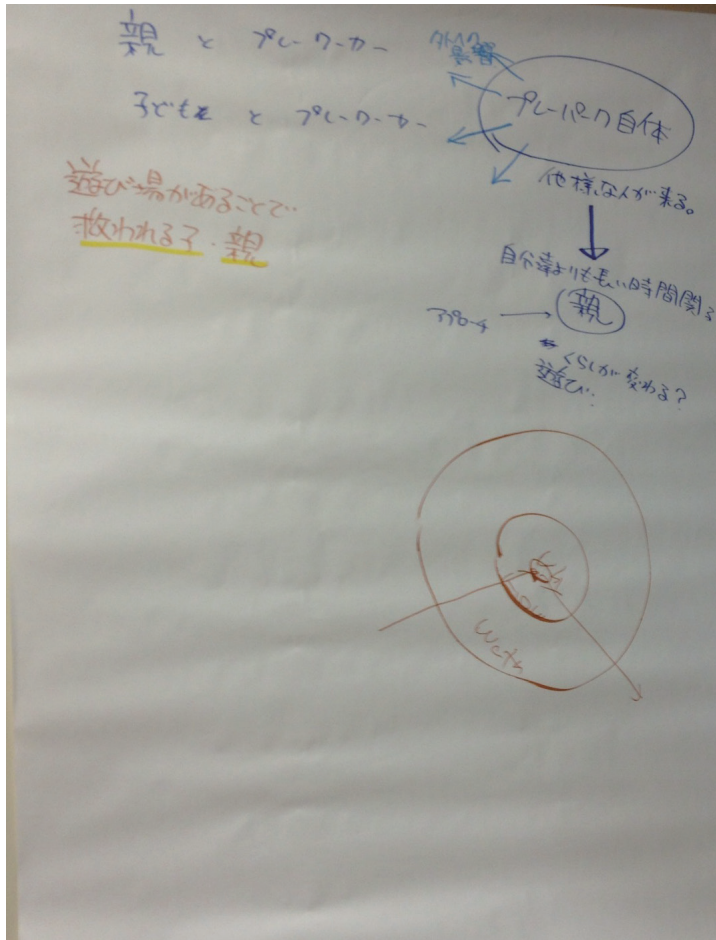 親 と プレーワーカー
子ども と プレーワーカー
遊び場があることで
救われる子・親
外へ
影響
プレーパーク自体
他様な人が来る。
自分達よりも長い時間関る
親
アプローチ
くらしが変わる?
遊び